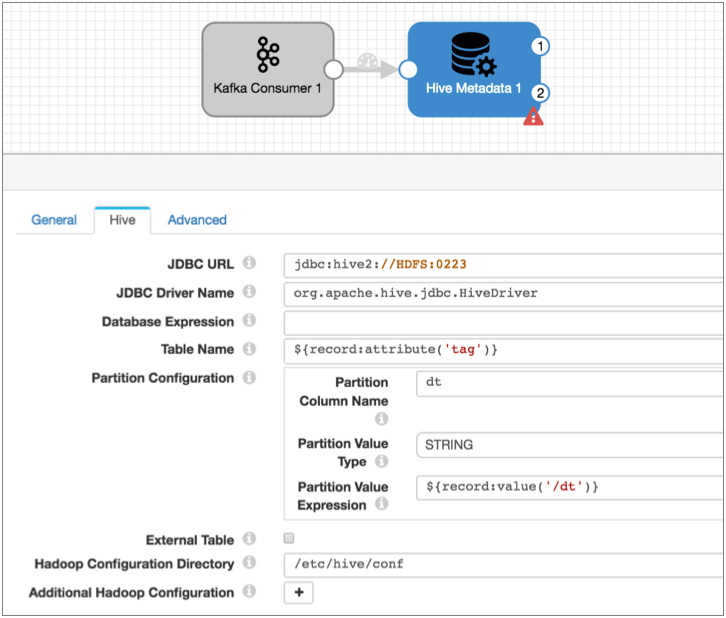 Kafka Consumer 1
Hive Metadata 1
1
2
General
Hive
Advanced
JDBC URL
jdbc:hive2://HDFS:0223
JDBC Driver Name
org.apache.hive.jdbc.HiveDriver
Database Expression
Table Name
${record:attribute('tag')}
Partition Configuration
Partition
Column Name
dt
Partition Value
Type
STRING
Partition Value
Expression
${record:value('/dt')}
External Table
Hadoop Configuration Directory
/etc/hive/conf
Additional Hadoop Configuration
+